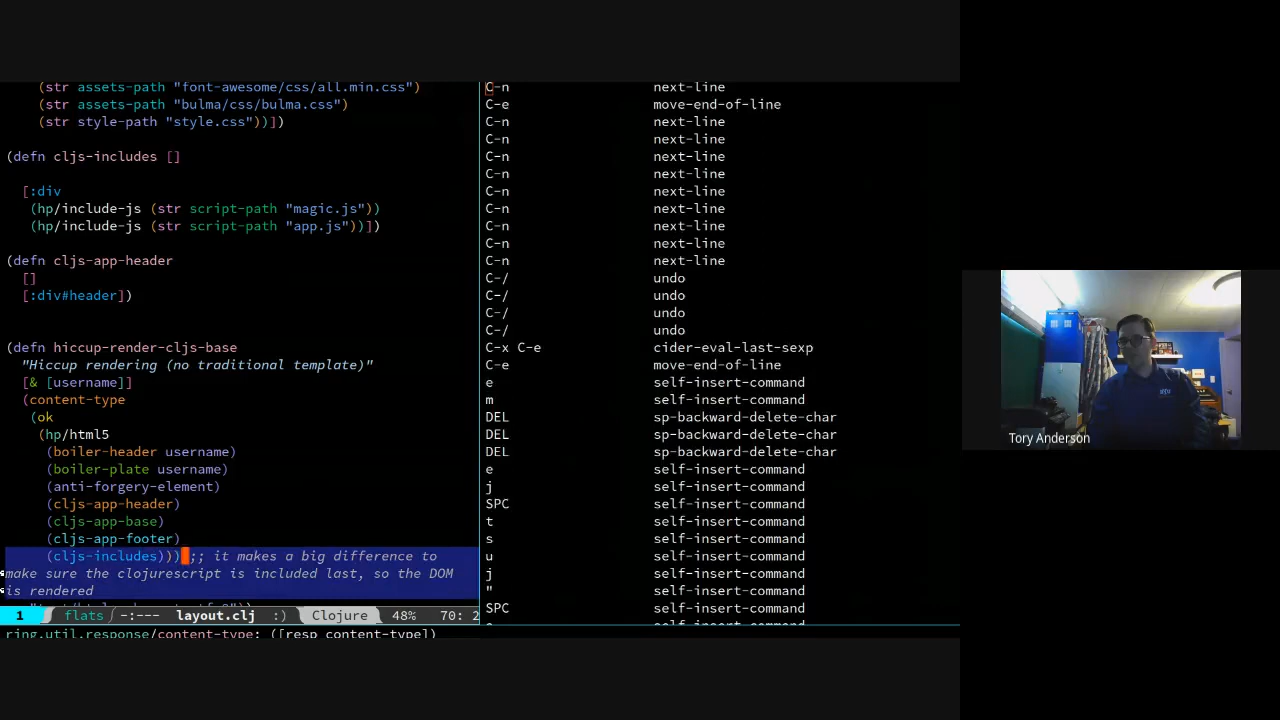 (str assets-path "font-awesome/css/all.min.css")
(str assets-path "bulma/css/bulma.css")
(str style-path "style.css"))])
(defn cljs-includes []
[:div
(hp/include-js (str script-path "magic.js"))
(hp/include-js (str script-path "app.js"))])
(defn cljs-app-header
[]
[:div#header])
(defn hiccup-render-cljs-base
"Hiccup rendering (no traditional template)"
[& [username]]
(content-type
(ok
(hp/html5
(boiler-header username)
(boiler-plate username)
(anti-forgery-element)
(cljs-app-header)
(cljs-app-base)
(cljs-app-footer)
(cljs-includes))) ;; it makes a big difference to
make sure the clojurescript is included last, so the DOM
is rendered
1 flats -:--- layout.clj :) Clojure 48% 70: 2
ring.util.response/content-type: ([resp content-type])
C-n next-line
C-e move-end-of-line
C-n next-line
C-n next-line
C-n next-line
C-n next-line
C-n next-line
C-n next-line
C-n next-line
C-n next-line
C-n next-line
C-/ undo
C-/ undo
C-/ undo
C-/ undo
C-x C-e cider-eval-last-sexp
C-e move-end-of-line
e self-insert-command
m self-insert-command
DEL sp-backward-delete-char
DEL sp-backward-delete-char
DEL sp-backward-delete-char
e self-insert-command
j self-insert-command
SPC self-insert-command
t self-insert-command
s self-insert-command
u self-insert-command
j self-insert-command
" self-insert-command
SPC self-insert-command
Tory Anderson